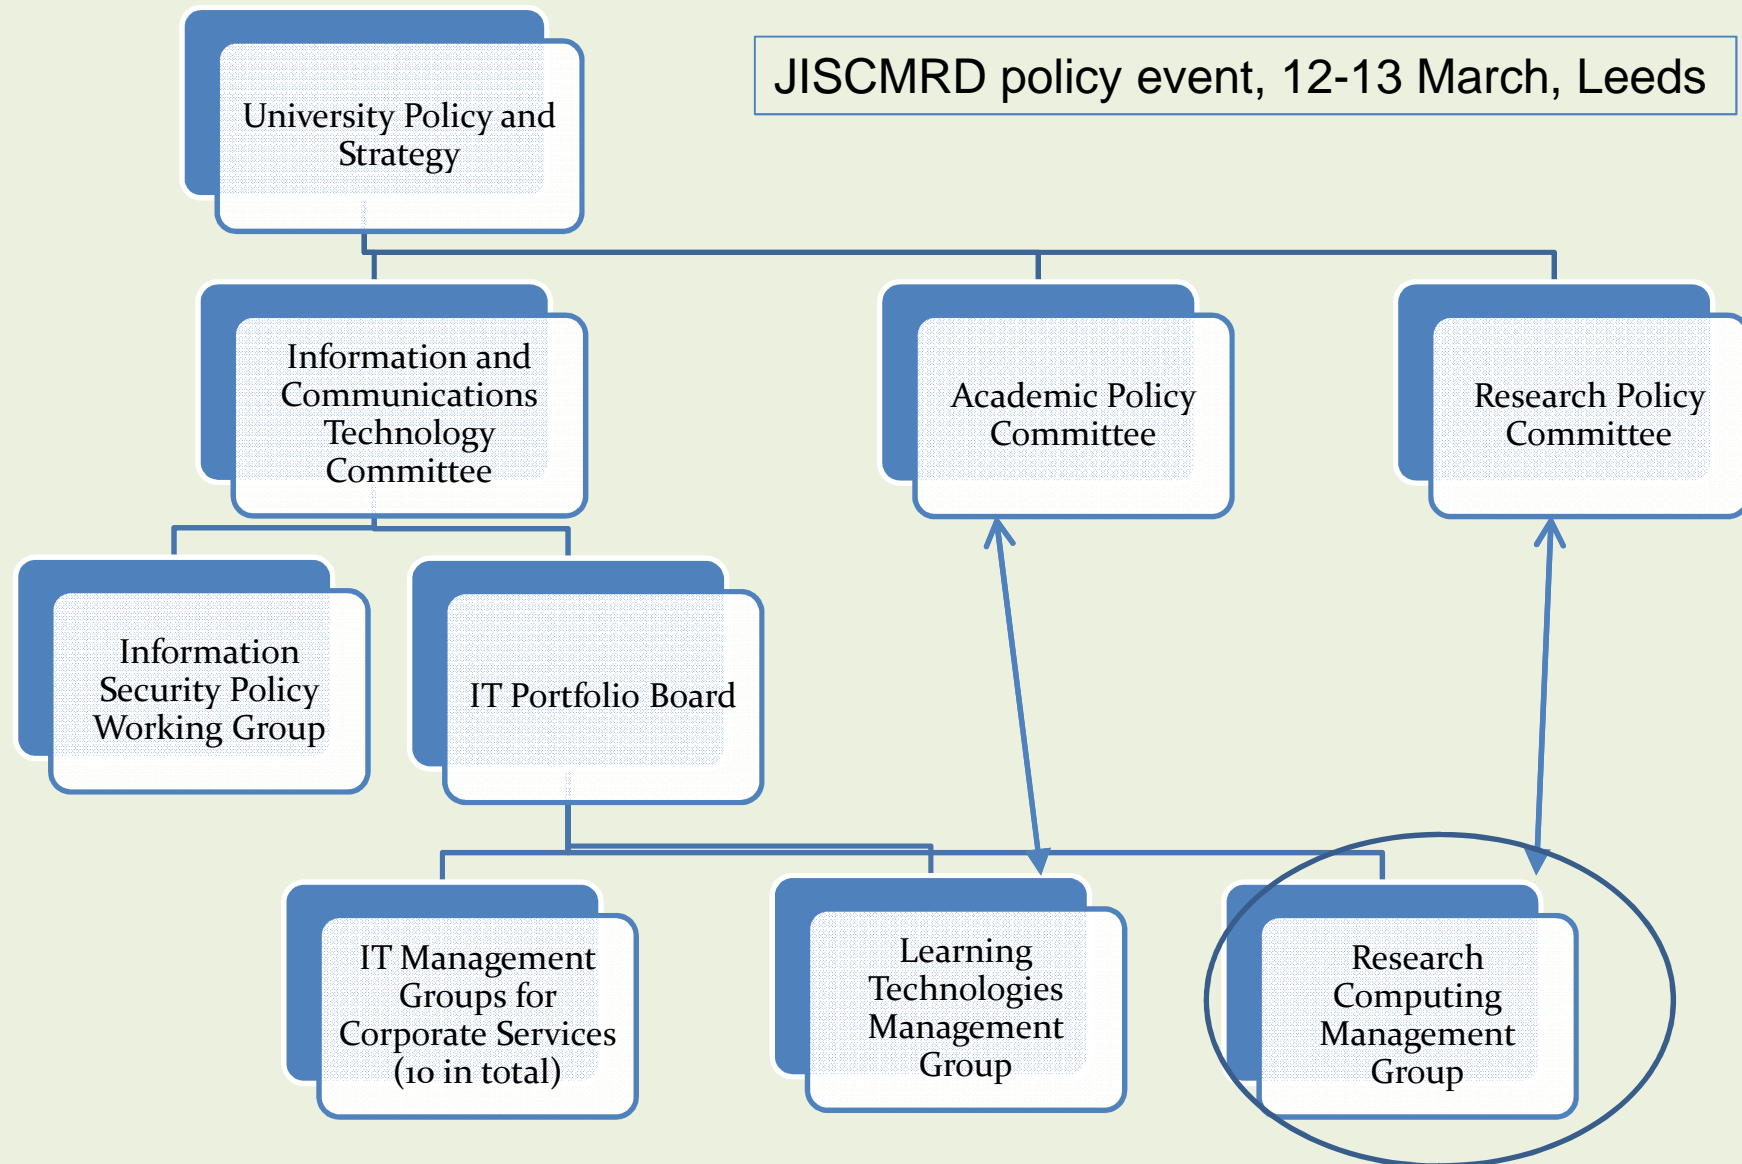 JISCMRD policy event, 12-13 March, Leeds
University Policy and
Strategy
Information and
Communications
Technology
Committee
Academic Policy
Committee
Research Policy
Committee
Information
Security Policy
Working Group
IT Portfolio Board
IT Management
Groups for
Corporate Services
(10 in total)
Learning
Technologies
Management
Group
Research
Computing
Management
Group